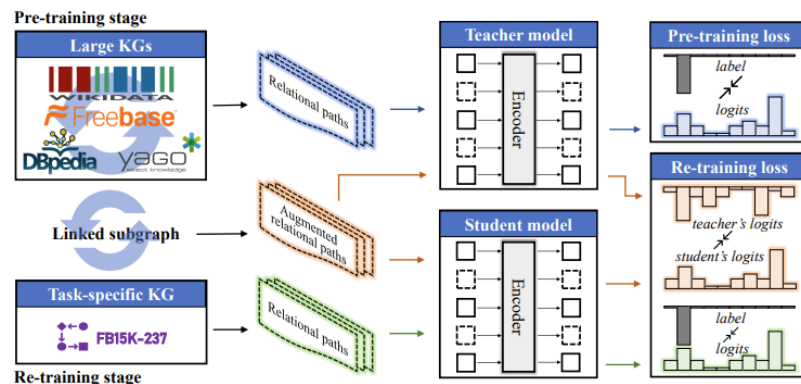 Pre-training stage
Large KGs
WIKIDATA
Freebase
DBpedia
yago
select knowledge
Linked subgraph
Task-specific KG
FB15K-237
Re-training stage
Relational paths
Augmented
relational paths
Relational paths
Teacher model
Encoder
Student model
Encoder
Pre-training loss
label
logits
Re-training loss
teacher's logits
student's logits
label
logits